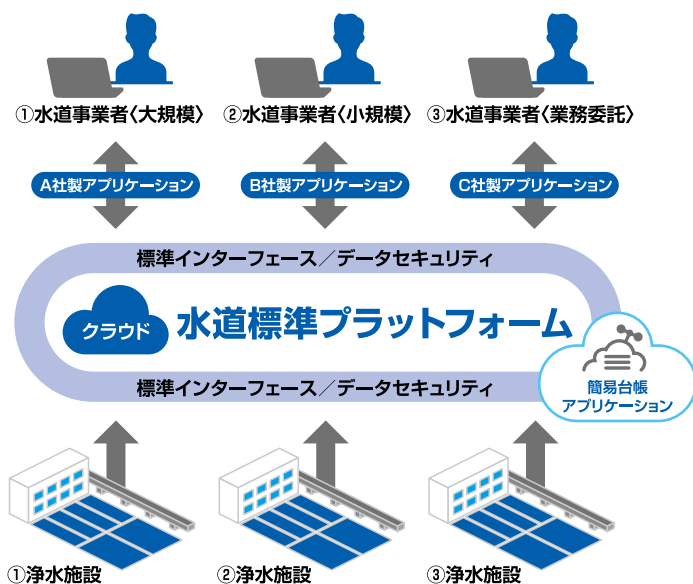 ①水道事業者〈大規模〉
②水道事業者〈小規模〉
③水道事業者〈業務委託〉
A社製アプリケーション
B社製アプリケーション
C社製アプリケーション
標準インターフェース／データセキュリティ
クラウド
水道標準プラットフォーム
標準インターフェース／データセキュリティ
簡易台帳
アプリケーション
①浄水施設
②浄水施設
③浄水施設